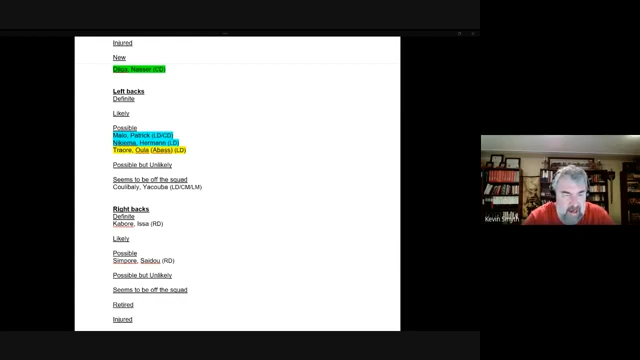 Injured
New
Djiga, Nasser (CD)
Left backs
Definite
Likely
Possible
Malo, Patrick (LD/CD)
Nikiema, Hermann (LD)
Traore, Oula (Abass) (LD)
Possible but Unlikely
Seems to be off the squad
Coulibaly, Yacouba (LD/CM/LM)
Right backs
Definite
Kabore, Issa (RD)
Likely
Possible
Simpore, Saidou (RD)
Possible but Unlikely
Seems to be off the squad
Retired
Injured
Kevin Smyth